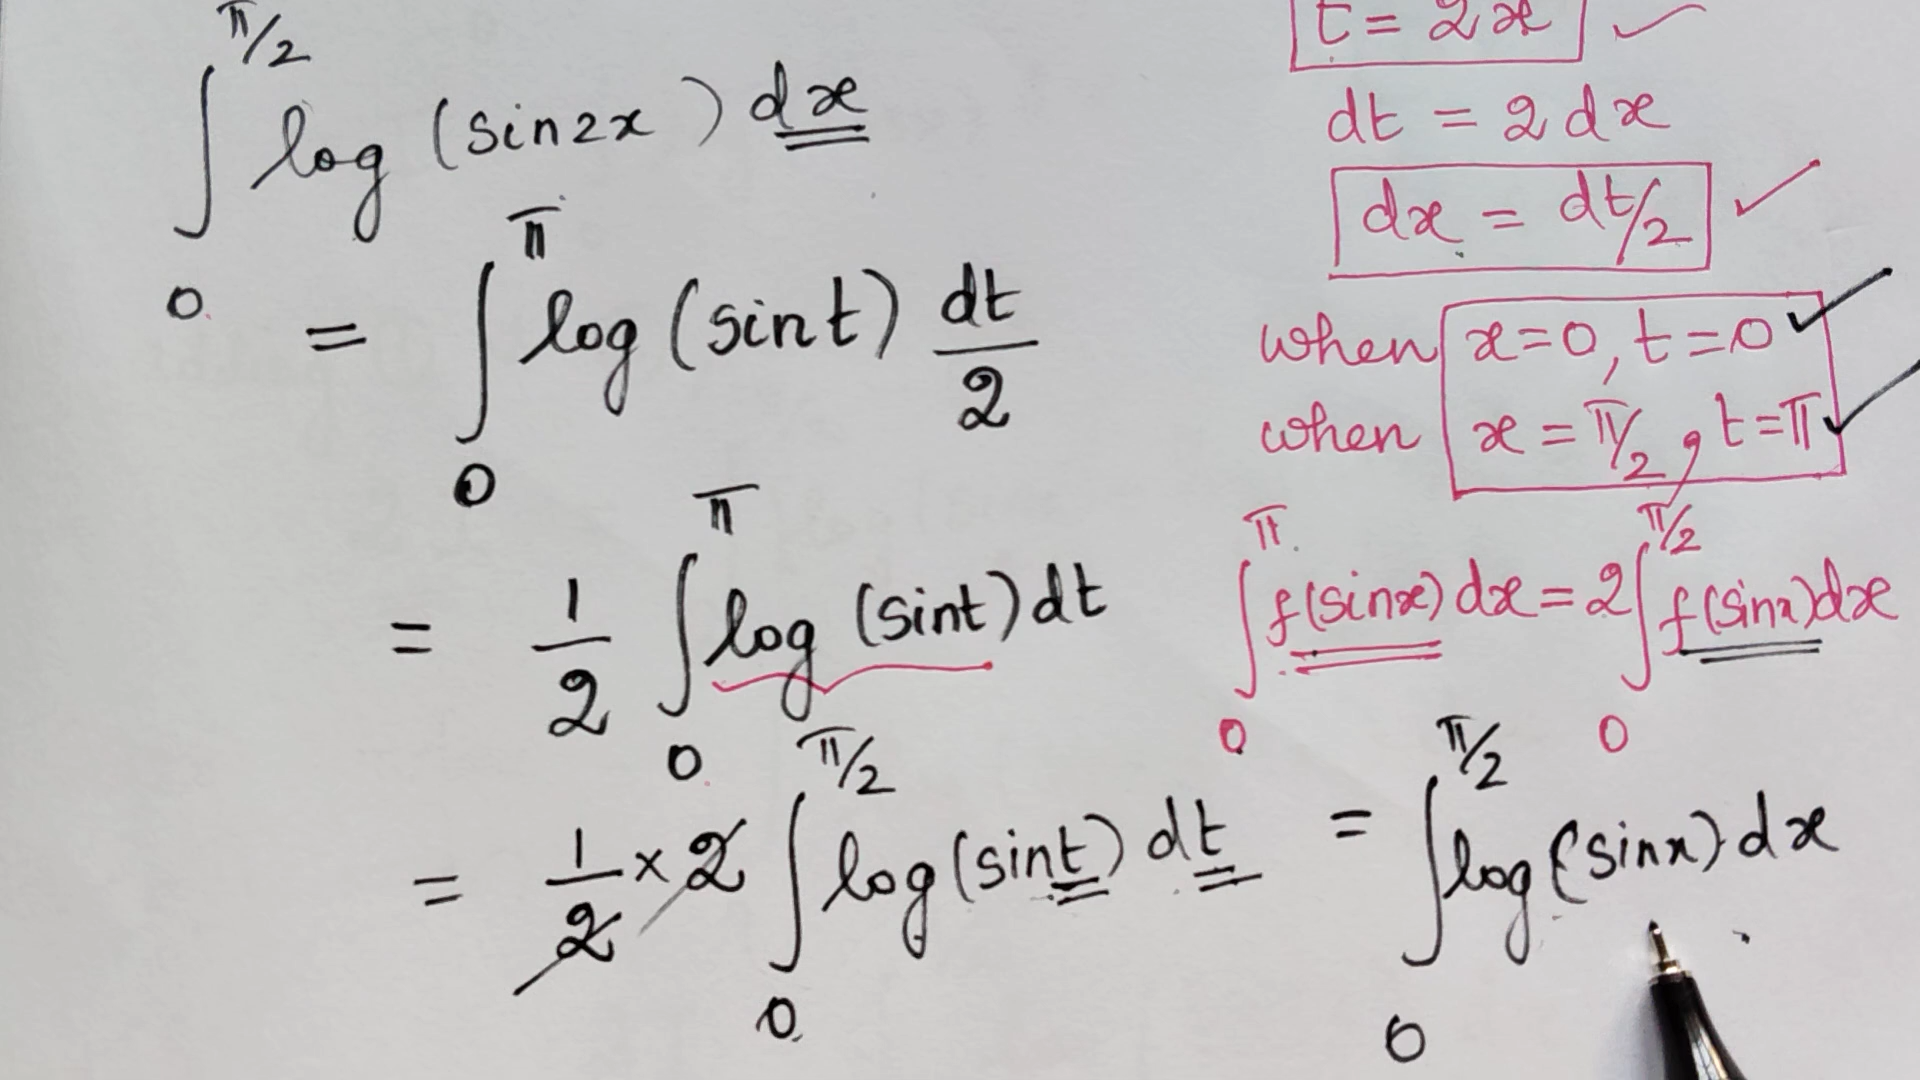 ∫₀^{π/2} log (sin2x) dx
= ∫₀^{π} log (sint) dt/2
= 1/2 ∫₀^{π} log (sint) dt
= 1/2 × 2 ∫₀^{π/2} log (sint) dt = ∫₀^{π/2} log (sinx) dx
t = 2x ✓
dt = 2 dx
dx = dt/2 ✓
when x=0, t=0 ✓
when x=π/2, t=π ✓
∫₀^{π} f(sinx) dx = 2 ∫₀^{π/2} f(sinx) dx